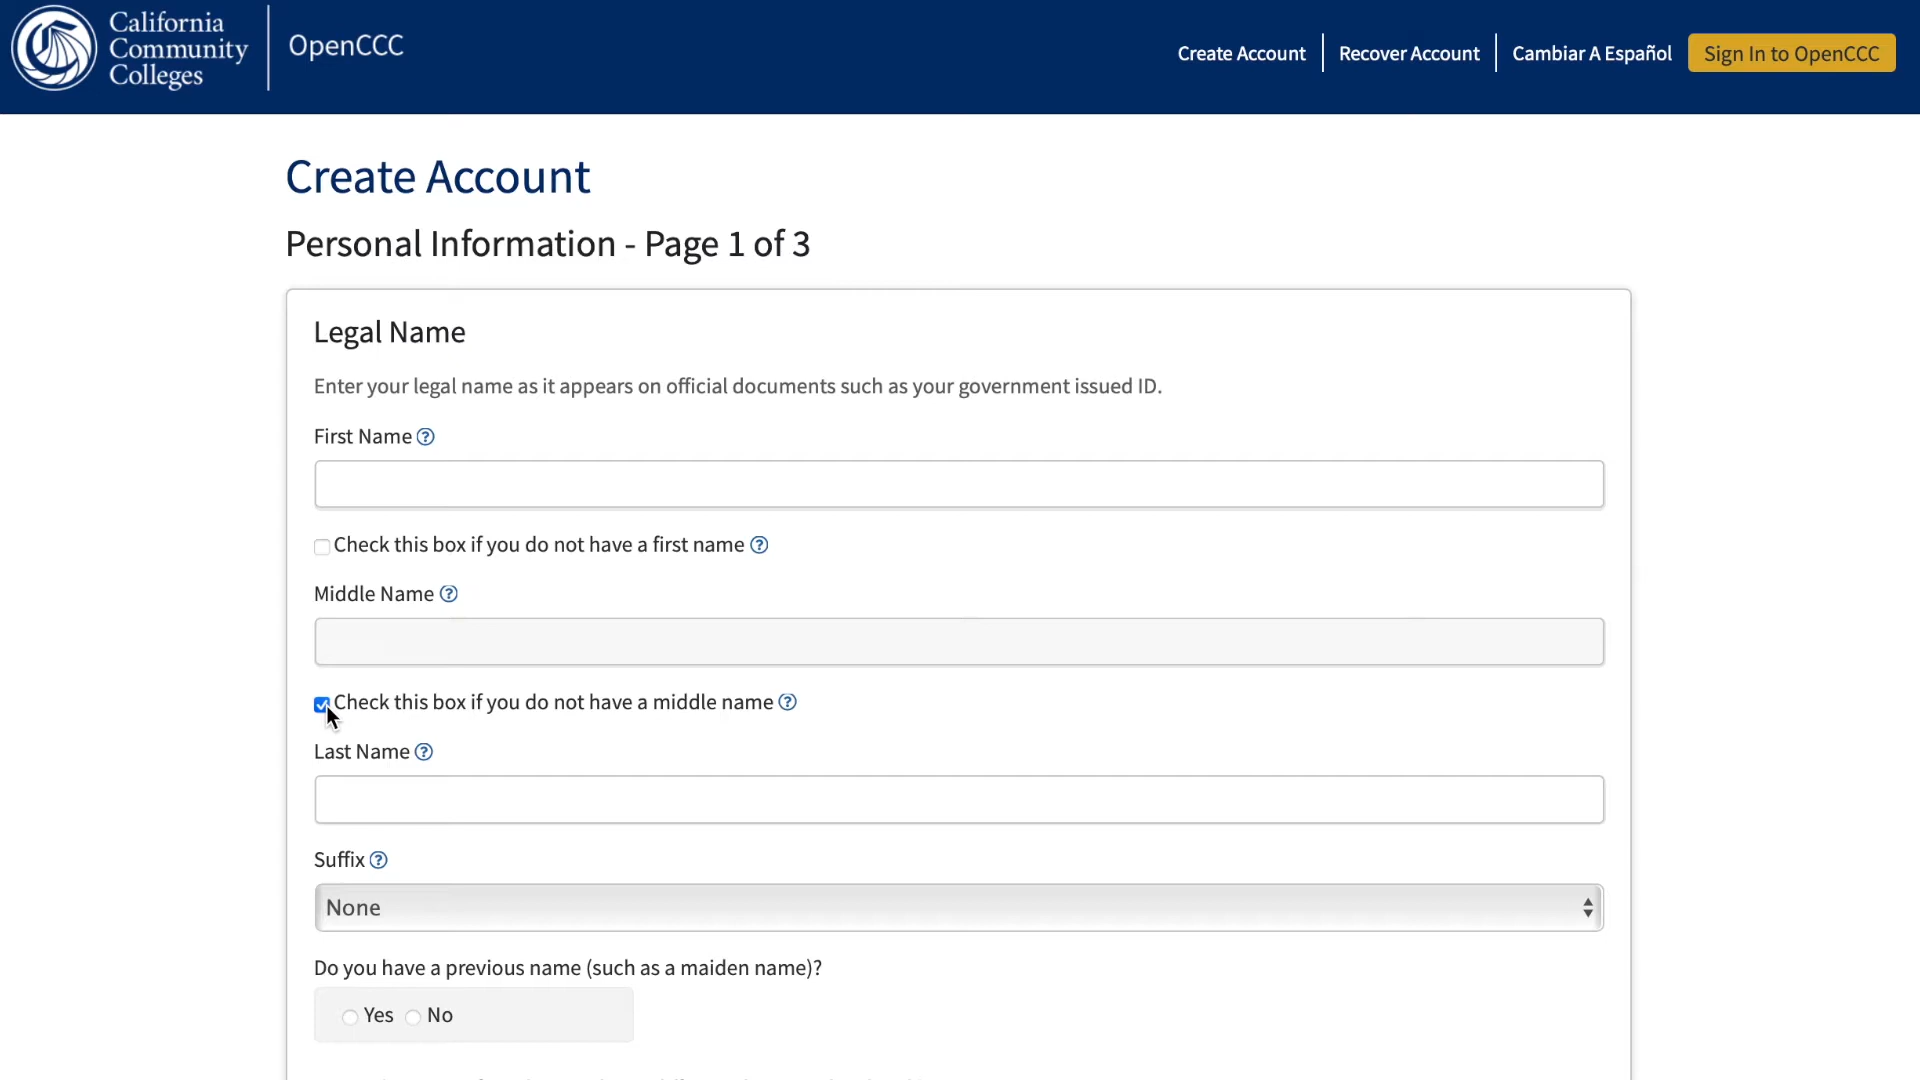 California
Community
Colleges
OpenCCC
Create Account
Recover Account
Cambiar A Español
Sign In to OpenCCC
Create Account
Personal Information - Page 1 of 3
Legal Name
Enter your legal name as it appears on official documents such as your government issued ID.
First Name
Check this box if you do not have a first name
Middle Name
Check this box if you do not have a middle name
Last Name
Suffix
None
Do you have a previous name (such as a maiden name)?
Yes No